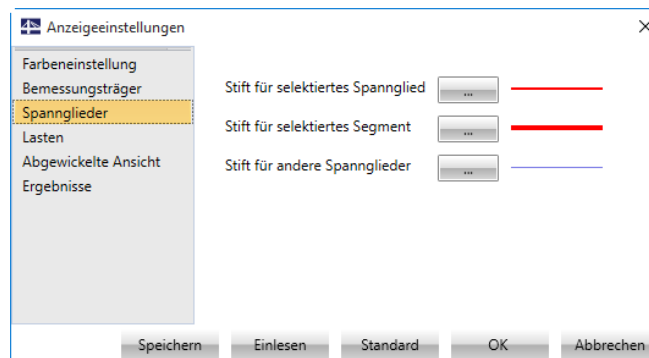 Anzeigeeinstellungen
Farbeneinstellung
Bemessungsträger
Spannglieder
Lasten
Abgewickelte Ansicht
Ergebnisse
Stift für selektiertes Spannglied ...
Stift für selektiertes Segment ...
Stift für andere Spannglieder ...
Speichern Einlesen Standard OK Abbrechen